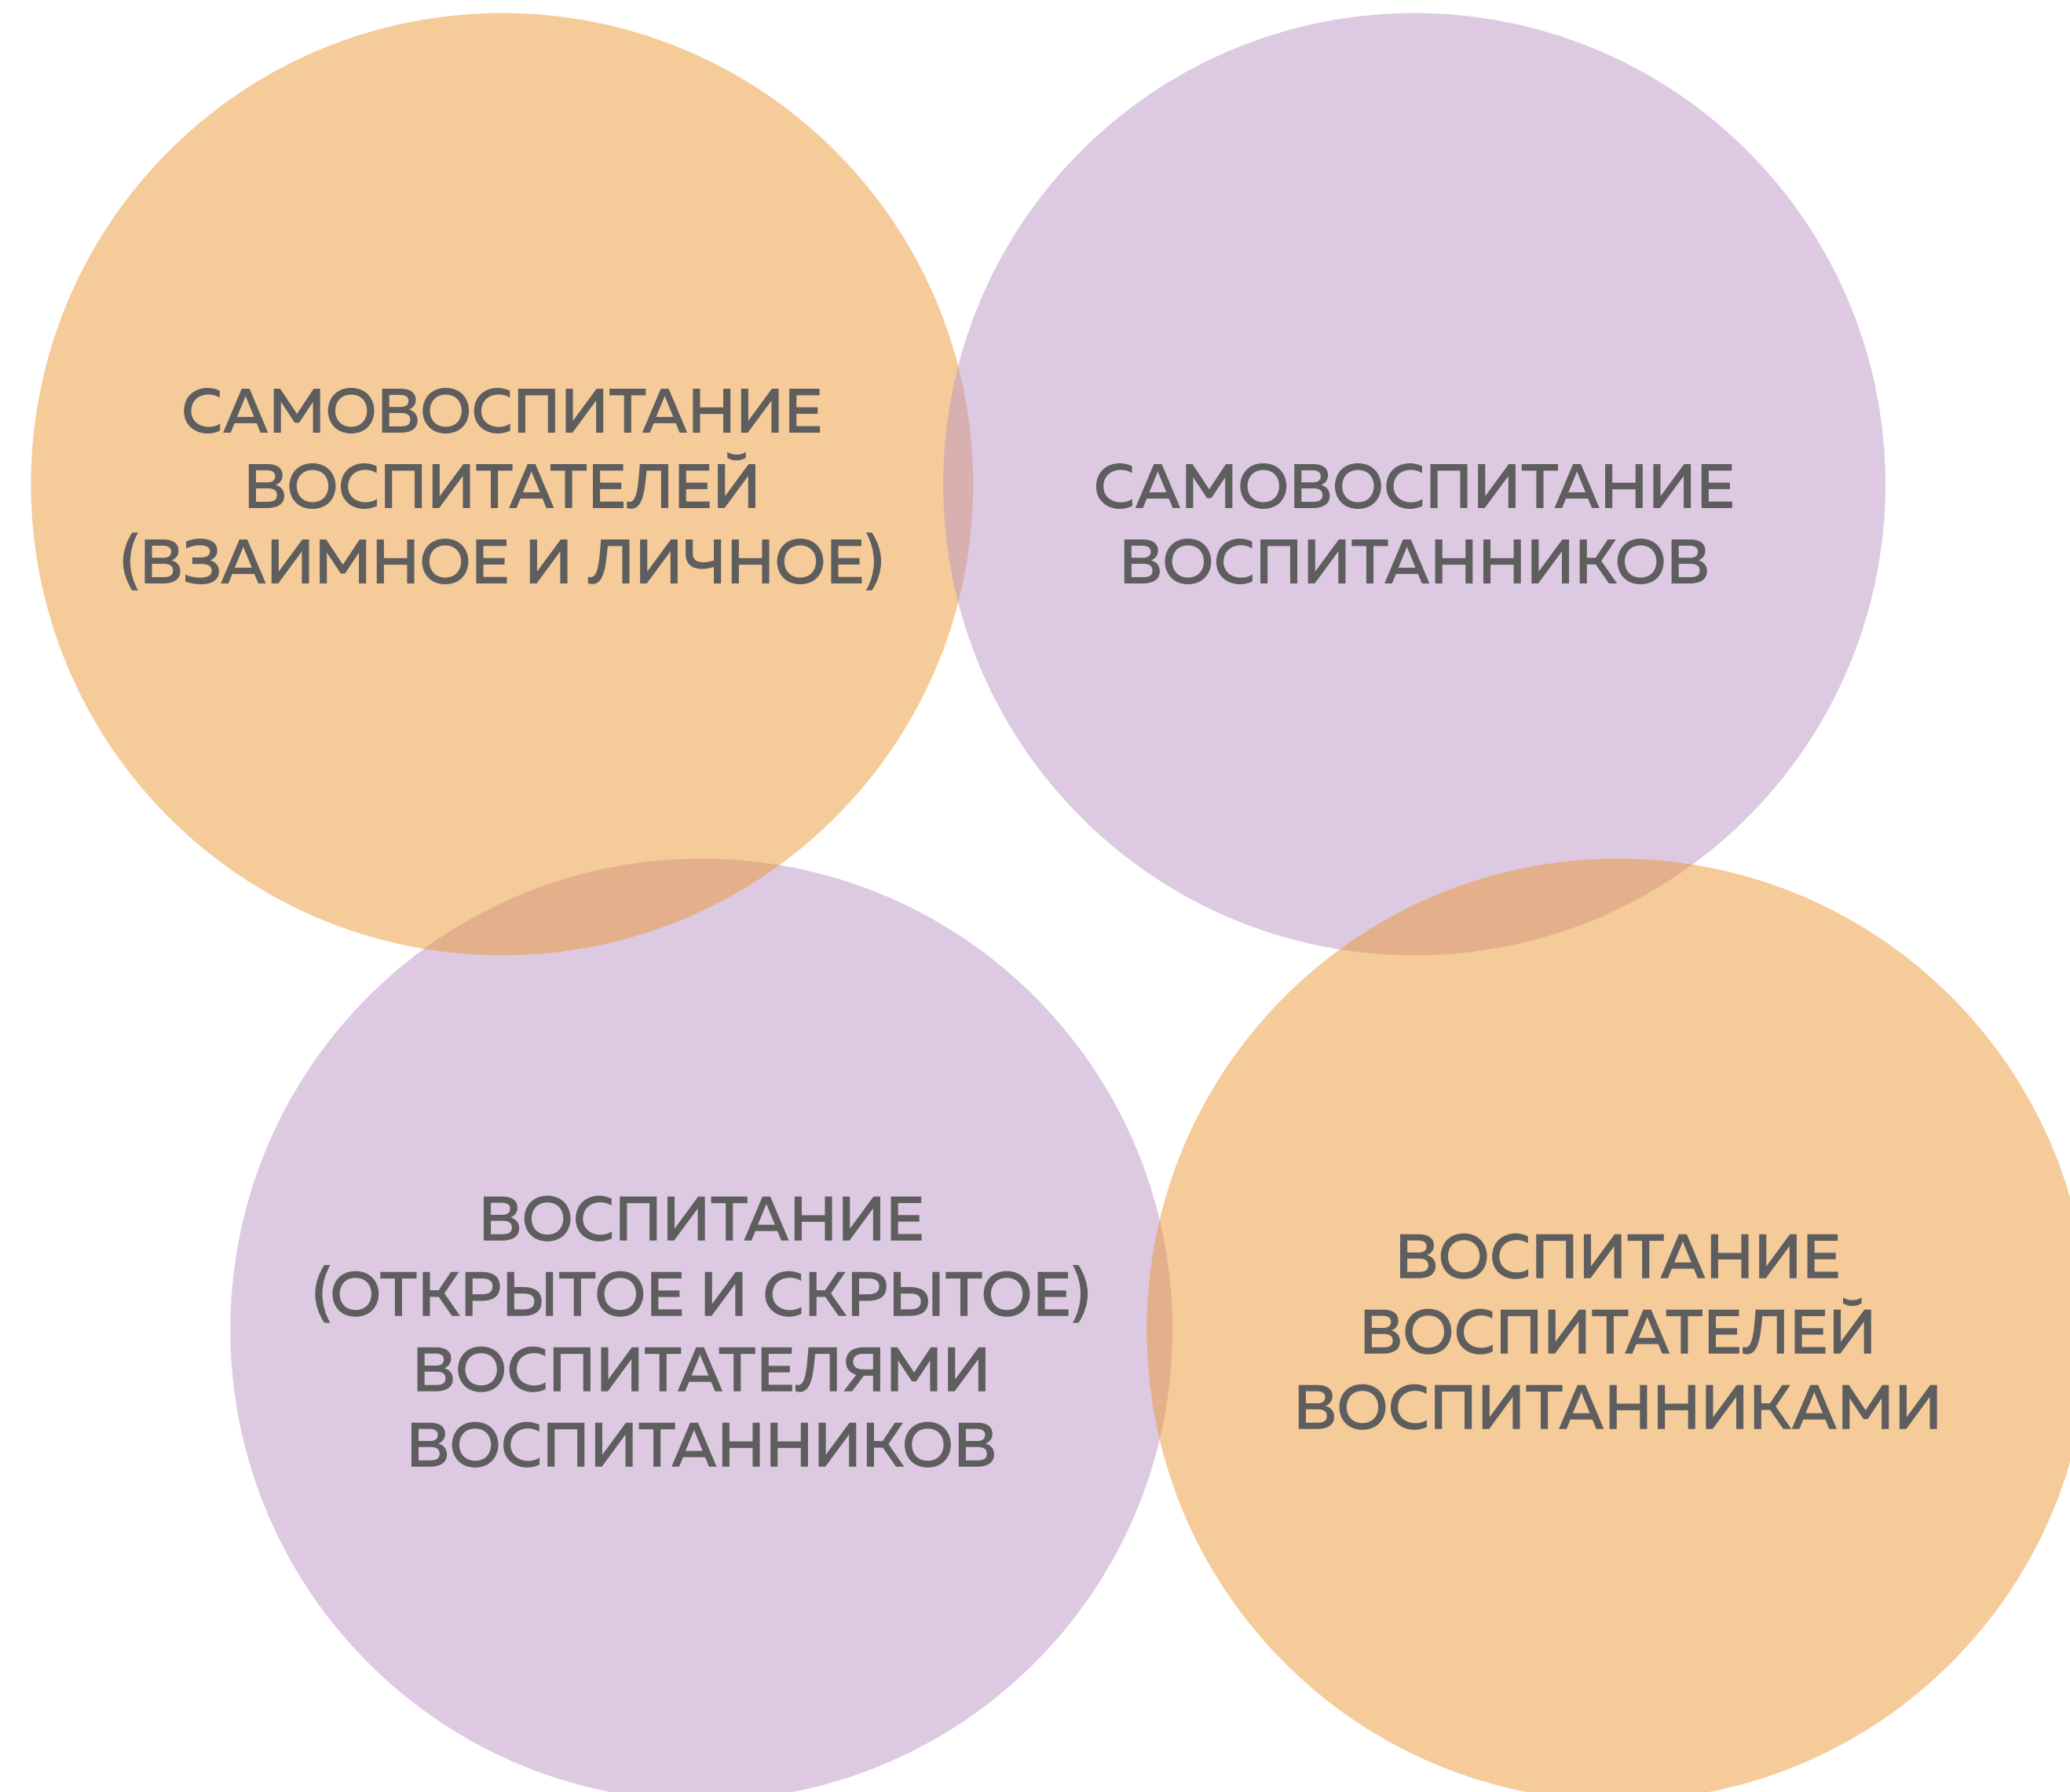 САМОВОСПИТАНИЕ
ВОСПИТАТЕЛЕЙ
(ВЗАИМНОЕ И ЛИЧНОЕ)
САМОВОСПИТАНИЕ
ВОСПИТАННИКОВ
ВОСПИТАНИЕ
(ОТКРЫТОЕ И СКРЫТОЕ)
ВОСПИТАТЕЛЯМИ
ВОСПИТАННИКОВ
ВОСПИТАНИЕ
ВОСПИТАТЕЛЕЙ
ВОСПИТАННИКАМИ